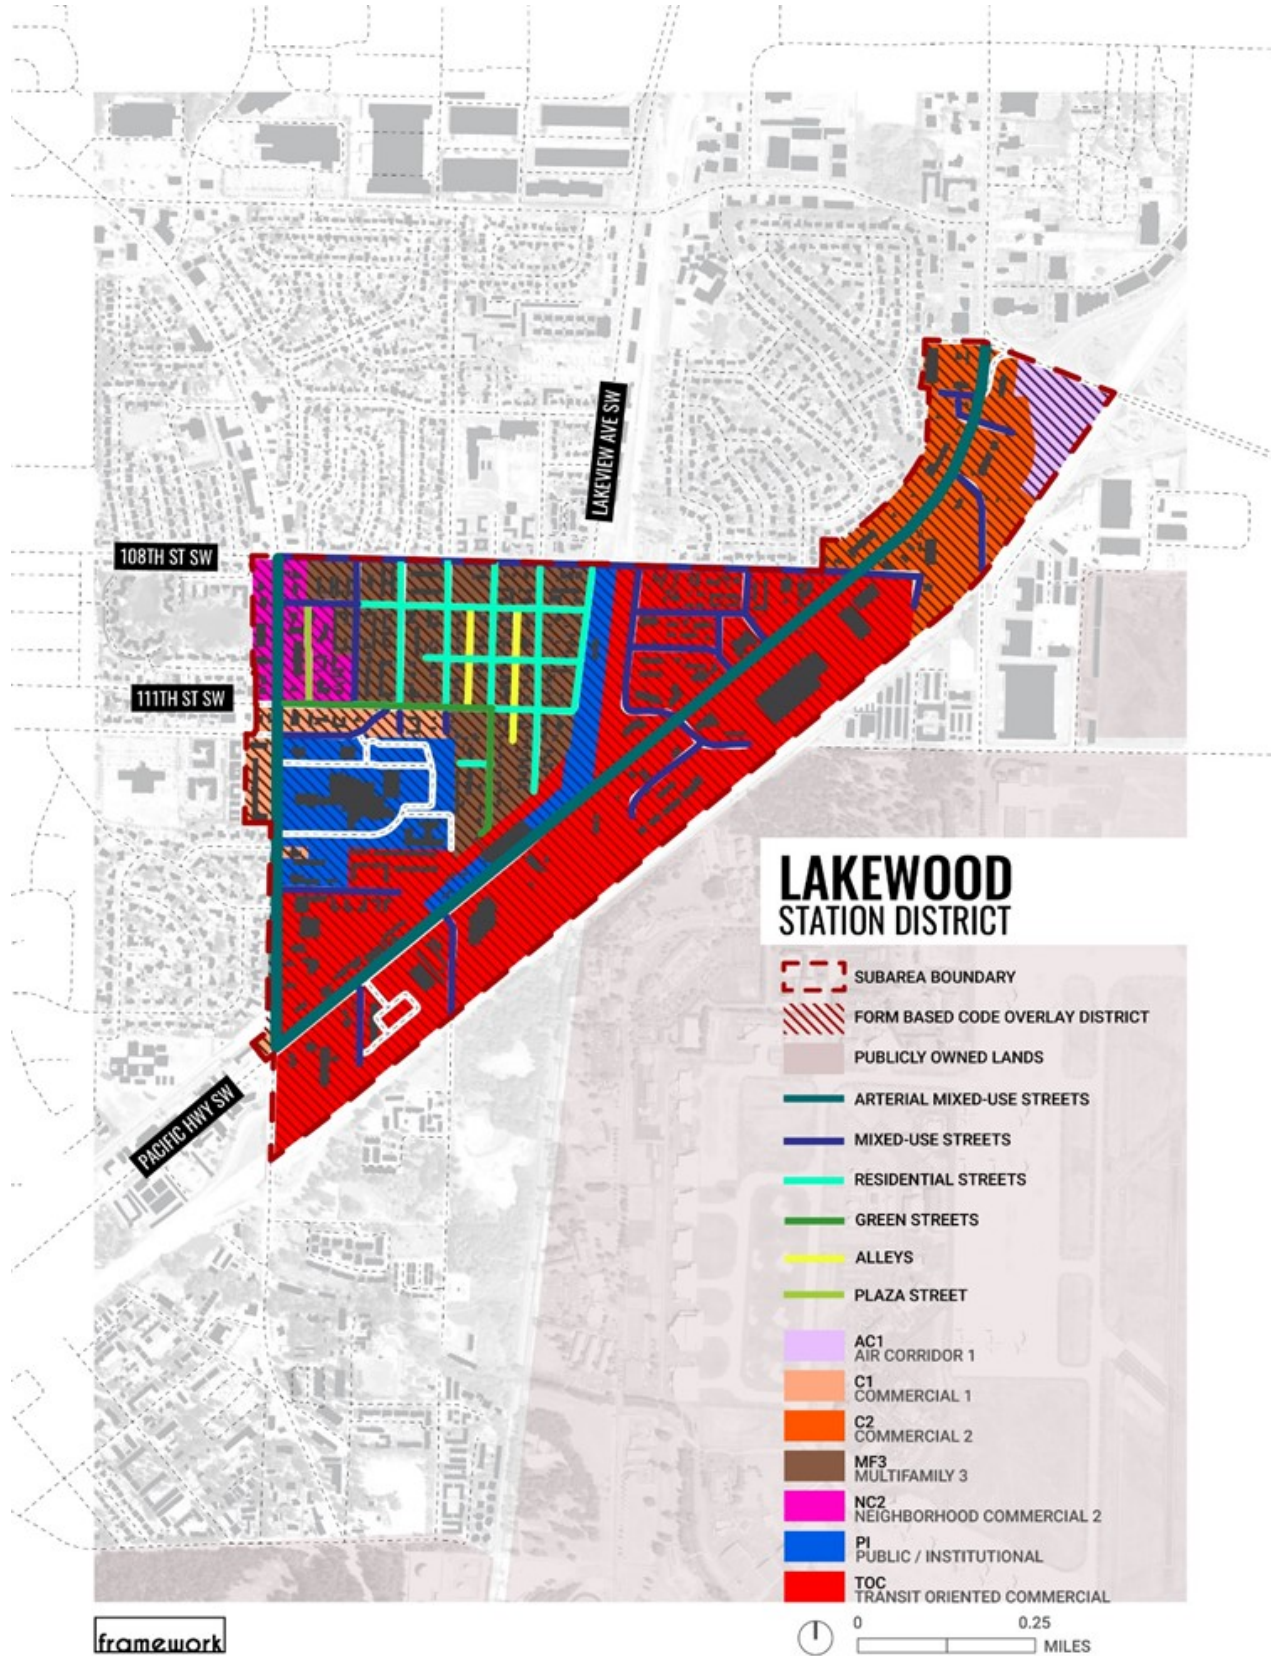 LAKEVIEW AVE SW
108TH ST SW
111TH ST SW
PACIFIC HWY SW
LAKEWOOD
STATION DISTRICT
SUBAREA BOUNDARY
FORM BASED CODE OVERLAY DISTRICT
PUBLICLY OWNED LANDS
ARTERIAL MIXED-USE STREETS
MIXED-USE STREETS
RESIDENTIAL STREETS
GREEN STREETS
ALLEYS
PLAZA STREET
AC1
AIR CORRIDOR 1
C1
COMMERCIAL 1
C2
COMMERCIAL 2
MF3
MULTIFAMILY 3
NC2
NEIGHBORHOOD COMMERCIAL 2
PI
PUBLIC / INSTITUTIONAL
TOC
TRANSIT ORIENTED COMMERCIAL
framework
0 0.25
MILES